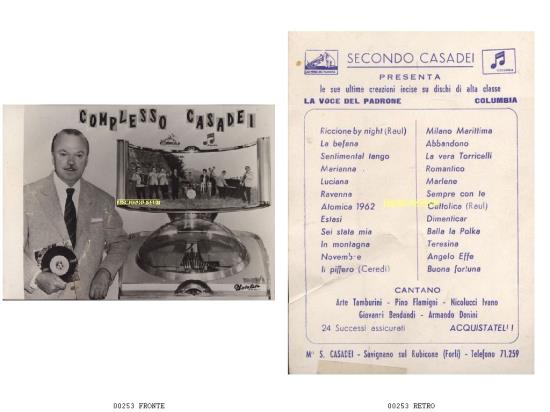 COMPLESSO CASADEI
SECONDO CASADEI
COLUMBIA
PRESENTA
le sue ultime creazioni incise su dischi di alta classe
LA VOCE DEL PADRONE COLUMBIA
Riccione by night (Raul) Milano Marittima
La befana Abbandono
Sentimental tango La vera Torricelli
Marianna Romantico
Luciana Marlene
Ravenna Sempre con te
Atomica 1962 Cattolica (Raul)
Estasi Dimenticar
Sei stata mia Balla la Polka
In montagna Teresina
Novembre Angelo Effe
Il piffero (Ceredi) Buona fortuna
CANTANO
Arte Tamburini - Pino Flamigni - Nicolucci Ivano
Giovanni Bendandi - Armando Donini
24 Successi assicurati ACQUISTATELI!
Mº S. CASADEI - Savignano sul Rubicone (Forlì) - Telefono 71.259
00253 FRONTE
00253 RETRO